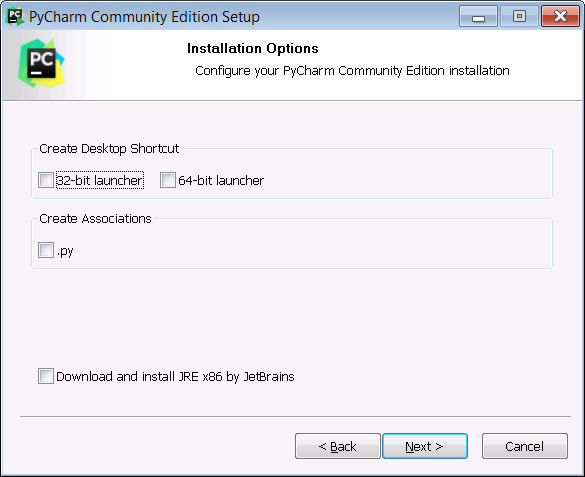 PyCharm Community Edition Setup
PC
Installation Options
Configure your PyCharm Community Edition installation
Create Desktop Shortcut
32-bit launcher 64-bit launcher
Create Associations
.py
Download and install JRE x86 by JetBrains
< Back Next > Cancel